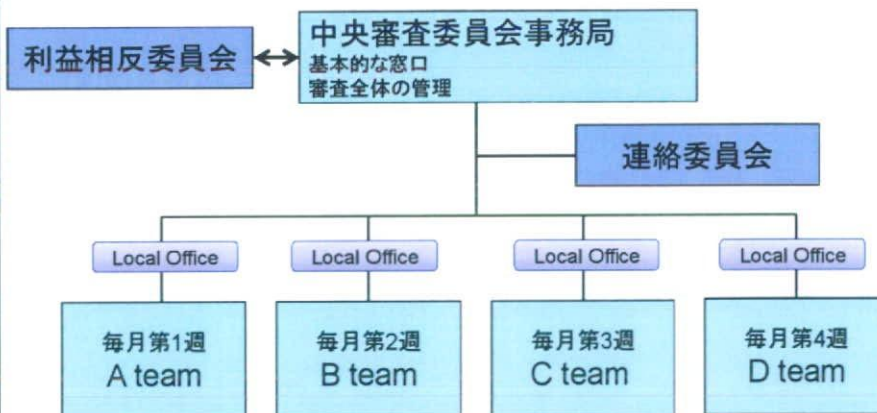 利益相反委員会
中央審査委員会事務局
基本的な窓口
審査全体の管理
連絡委員会
Local Office
Local Office
Local Office
Local Office
毎月第1週
A team
毎月第2週
B team
毎月第3週
C team
毎月第4週
D team